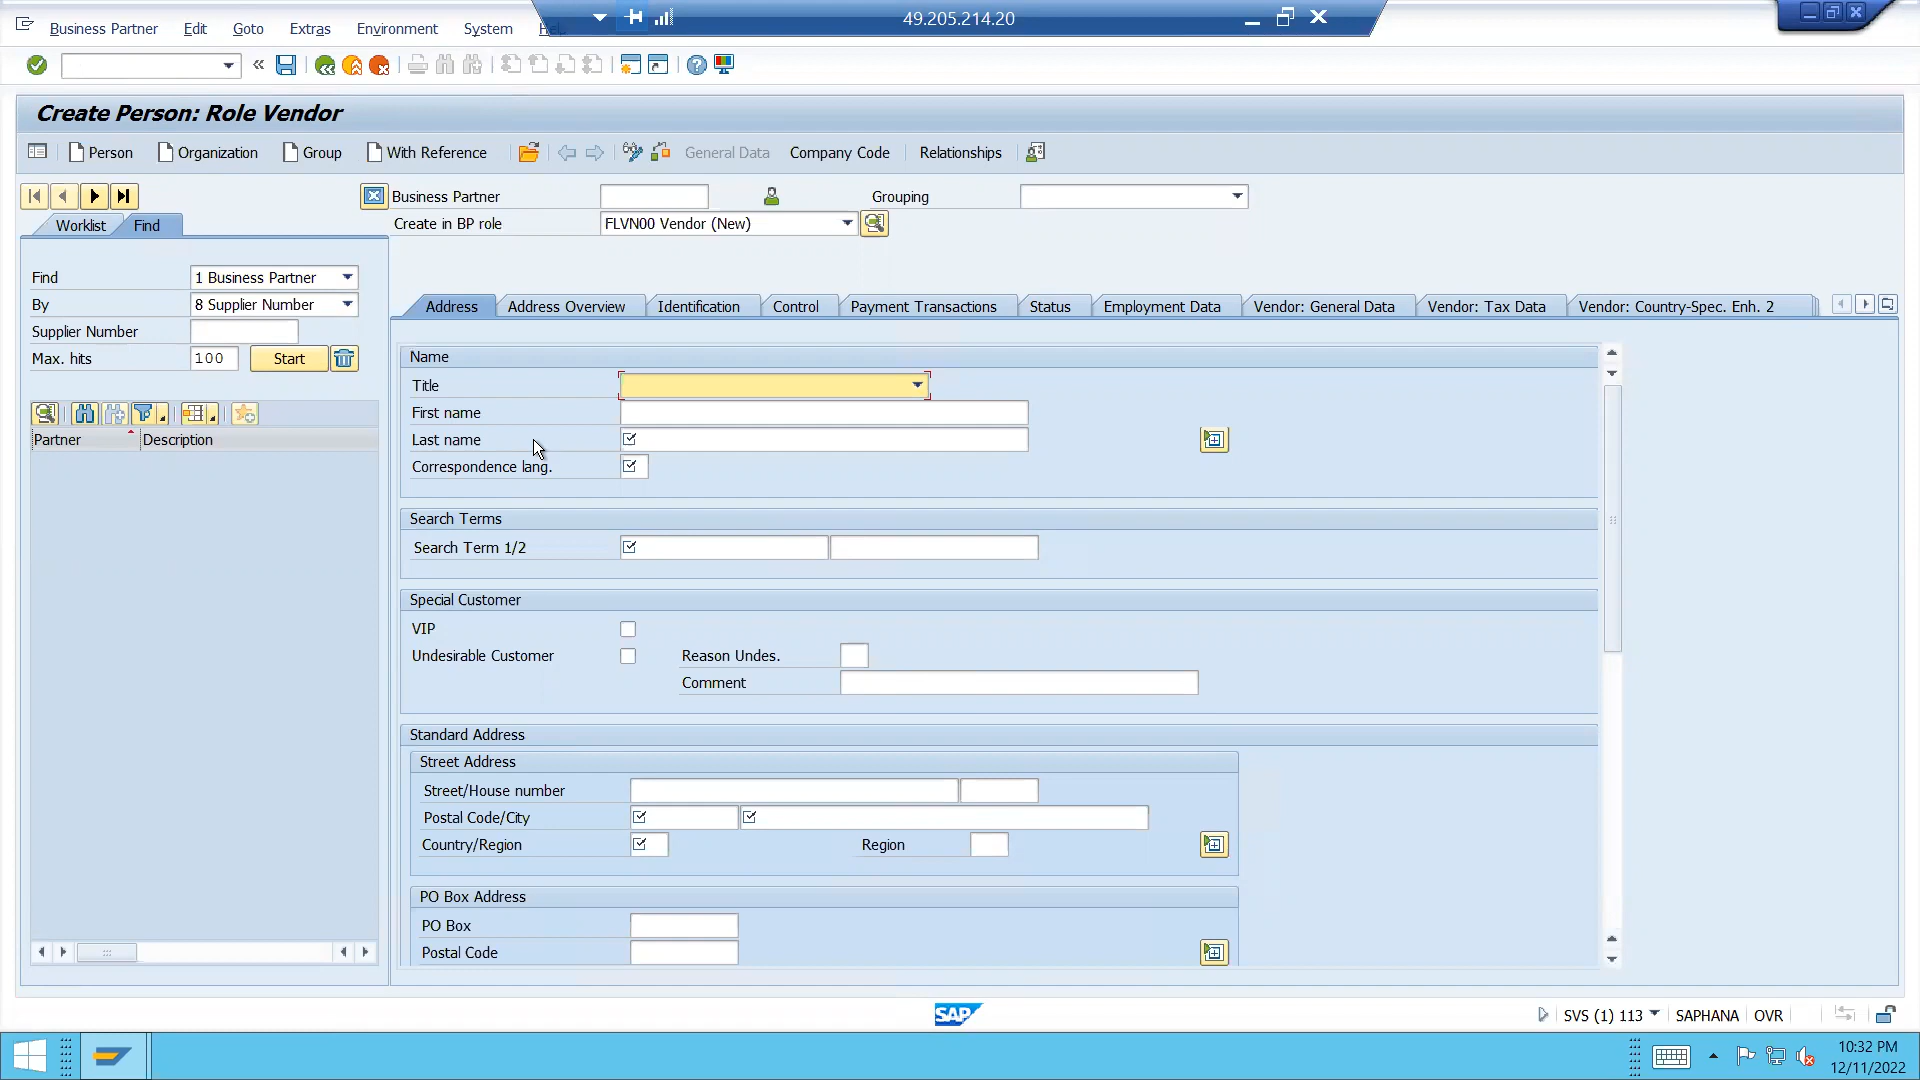 49.205.214.20
Business Partner Edit Goto Extras Environment System
Create Person: Role Vendor
Person Organization Group With Reference General Data Company Code Relationships
Business Partner Grouping
Worklist Find
Create in BP role FLVN00 Vendor (New)
Find 1 Business Partner
By 8 Supplier Number
Supplier Number
Max. hits 100 Start
Partner Description
Address Address Overview Identification Control Payment Transactions Status Employment Data Vendor: General Data Vendor: Tax Data Vendor: Country-Spec. Enh. 2
Name
Title
First name
Last name
Correspondence lang.
Search Terms
Search Term 1/2
Special Customer
VIP
Undesirable Customer Reason Undes.
Comment
Standard Address
Street Address
Street/House number
Postal Code/City
Country/Region Region
PO Box Address
PO Box
Postal Code
SAP
SVS (1) 113 SAPHANA OVR
10:32 PM
12/11/2022